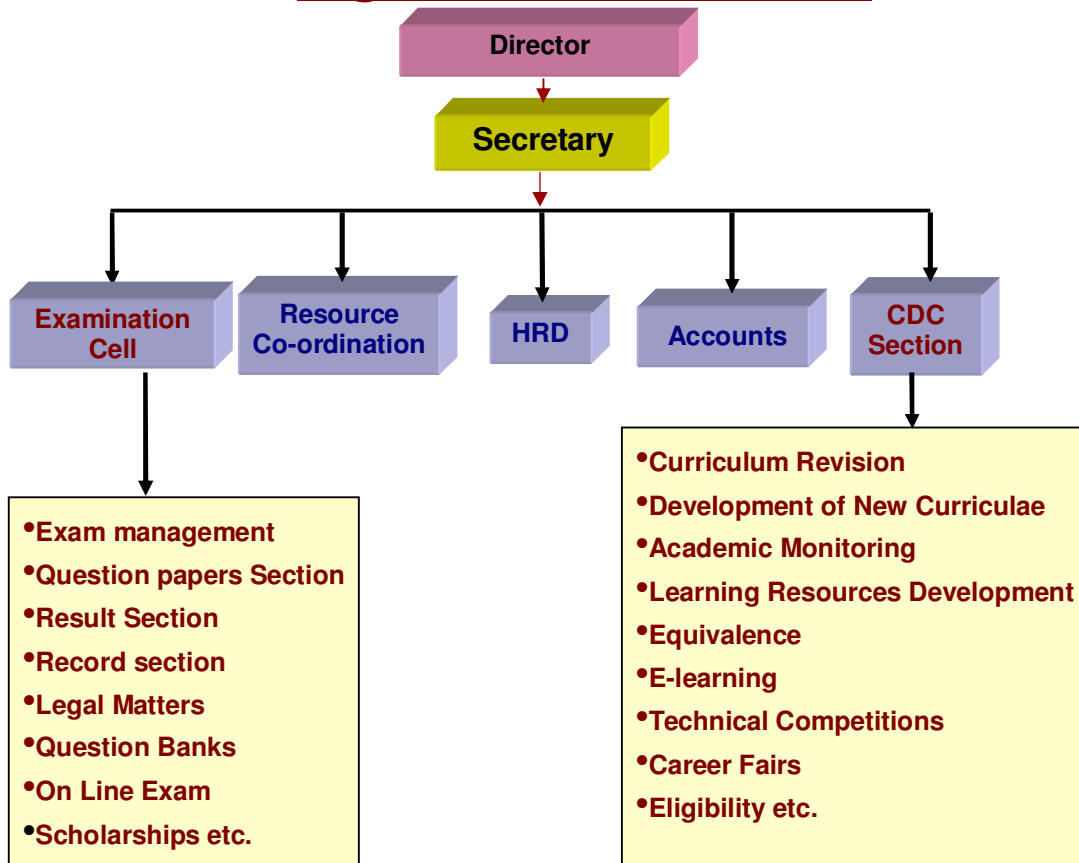 Director
Secretary
Examination
Cell
Resource
Co-ordination
HRD
Accounts
CDC
Section
•Exam management
•Question papers Section
•Result Section
•Record section
•Legal Matters
•Question Banks
•On Line Exam
•Scholarships etc.
•Curriculum Revision
•Development of New Curriculae
•Academic Monitoring
•Learning Resources Development
•Equivalence
•E-learning
•Technical Competitions
•Career Fairs
•Eligibility etc.